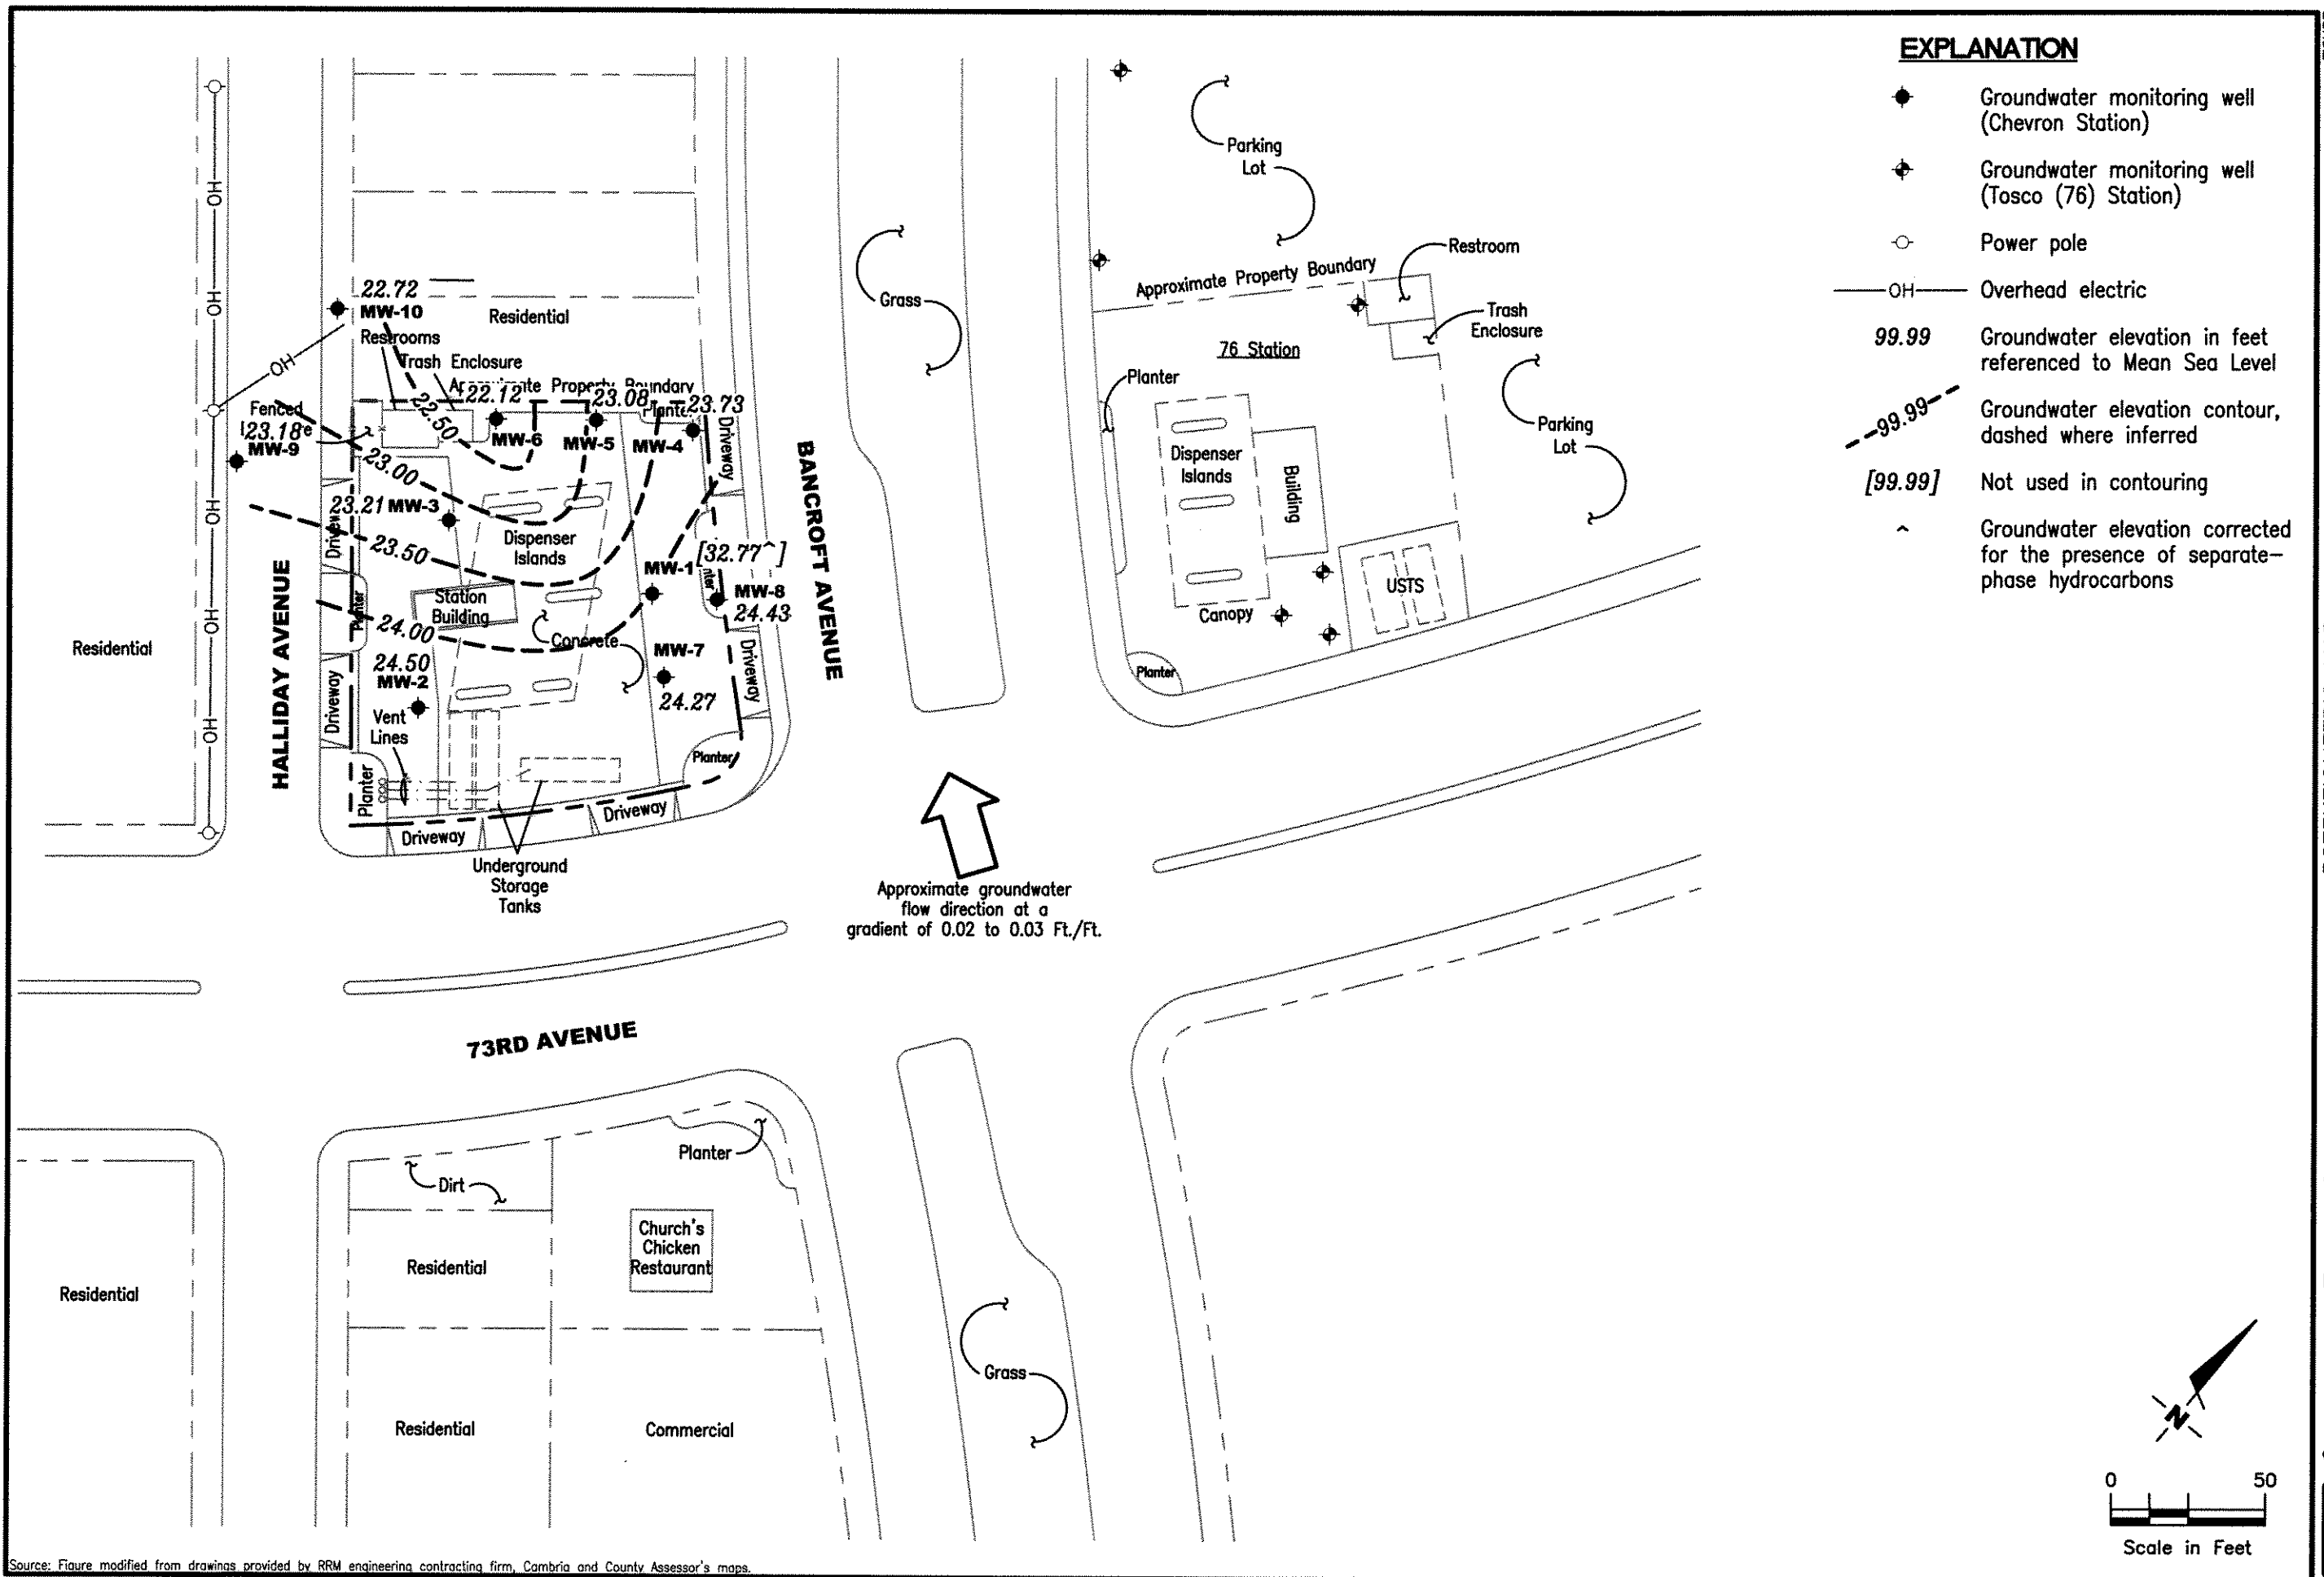 EXPLANATION
Groundwater monitoring well
(Chevron Station)
Groundwater monitoring well
(Tosco (76) Station)
Power pole
OH
Overhead electric
99.99
Groundwater elevation in feet
referenced to Mean Sea Level
99.99
Groundwater elevation contour,
dashed where inferred
[99.99]
Not used in contouring
^
Groundwater elevation corrected
for the presence of separate-
phase hydrocarbons
OH
OH
OH
OH
OH
OH
22.72
MW-10
Restrooms
Trash Enclosure
Residential
Approximate Property Boundary
22.12
MW-6
23.08
MW-5
Planter
23.73
MW-4
Driveway
22.50
Fenced
23.18
MW-9
23.00
23.21
MW-3
Driveway
23.50
Dispenser
Islands
[32.77^]
MW-1
MW-8
24.43
Station
Building
Planter
24.00
Concrete
24.50
MW-2
MW-7
24.27
Driveway
Driveway
Vent
Lines
Planter
Planter
Driveway
Driveway
Underground
Storage
Tanks
Residential
HALLIDAY AVENUE
BANCROFT AVENUE
Grass
Parking
Lot
Approximate Property Boundary
Restroom
Trash
Enclosure
76 Station
Planter
Dispenser
Islands
Building
Parking
Lot
USTS
Canopy
Planter
Approximate groundwater
flow direction at a
gradient of 0.02 to 0.03 Ft./Ft.
73RD AVENUE
Planter
Dirt
Residential
Church's
Chicken
Restaurant
Residential
Grass
Residential
Commercial
N
0 50
Scale in Feet
Source: Figure modified from drawings provided by RRM engineering contracting firm, Cambria and County Assessor's maps.